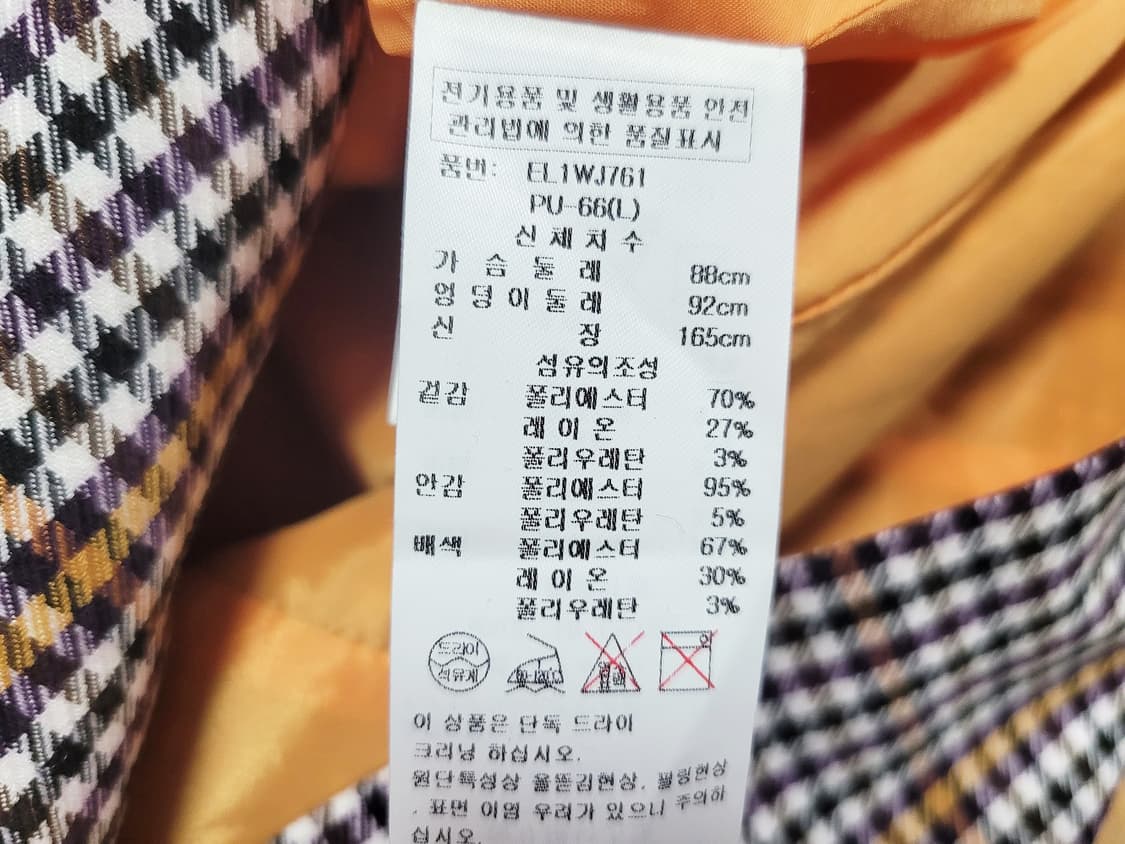 전기용품 및 생활용품 안전
관리법에 의한 품질표시
품번: EL1WJ761
PU-66(L)
신체치수
가슴둘레 88cm
엉덩이둘레 92cm
신장 165cm
섬유의조성
겉감 폴리에스터 70%
레이온 27%
폴리우레탄 3%
안감 폴리에스터 95%
폴리우레탄 5%
배색 폴리에스터 67%
레이온 30%
폴리우레탄 3%
드라이
석유계
이 상품은 단독 드라이
크리닝 하십시오.
원단특성상 올뜯김현상, 필링현상
, 표면 이염 우려가 있으니 주의하
십시오.